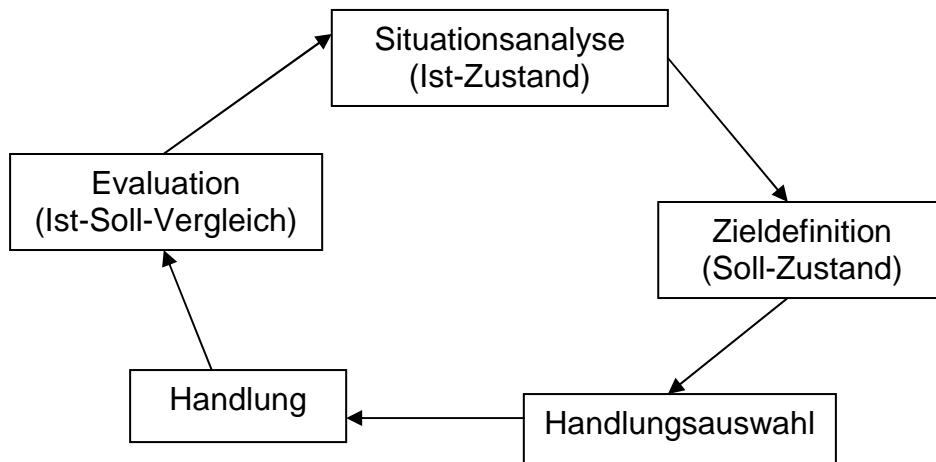 Situationsanalyse
(Ist-Zustand)
Evaluation
(Ist-Soll-Vergleich)
Zieldefinition
(Soll-Zustand)
Handlung
Handlungsauswahl